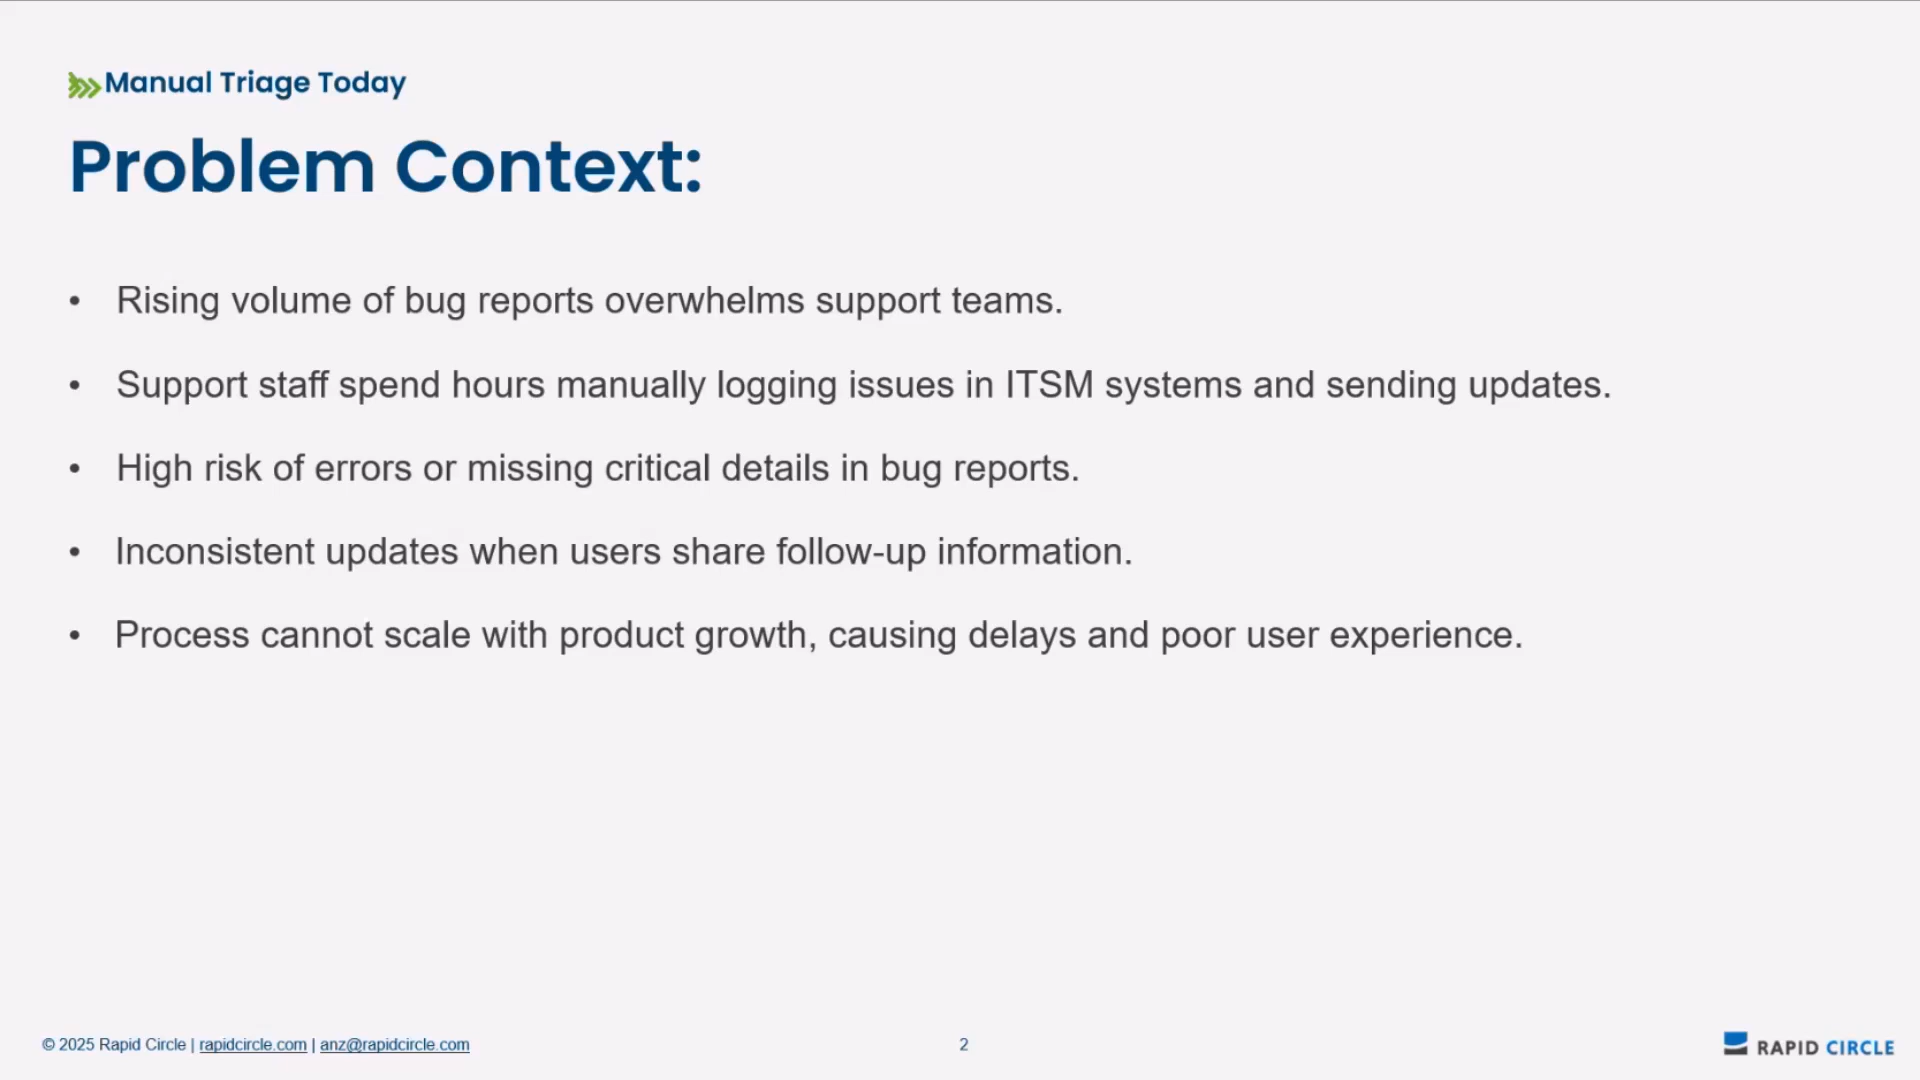 Manual Triage Today
Problem Context:
• Rising volume of bug reports overwhelms support teams.
• Support staff spend hours manually logging issues in ITSM systems and sending updates.
• High risk of errors or missing critical details in bug reports.
• Inconsistent updates when users share follow-up information.
• Process cannot scale with product growth, causing delays and poor user experience.
© 2025 Rapid Circle | rapidcircle.com | anz@rapidcircle.com
2
RAPID CIRCLE